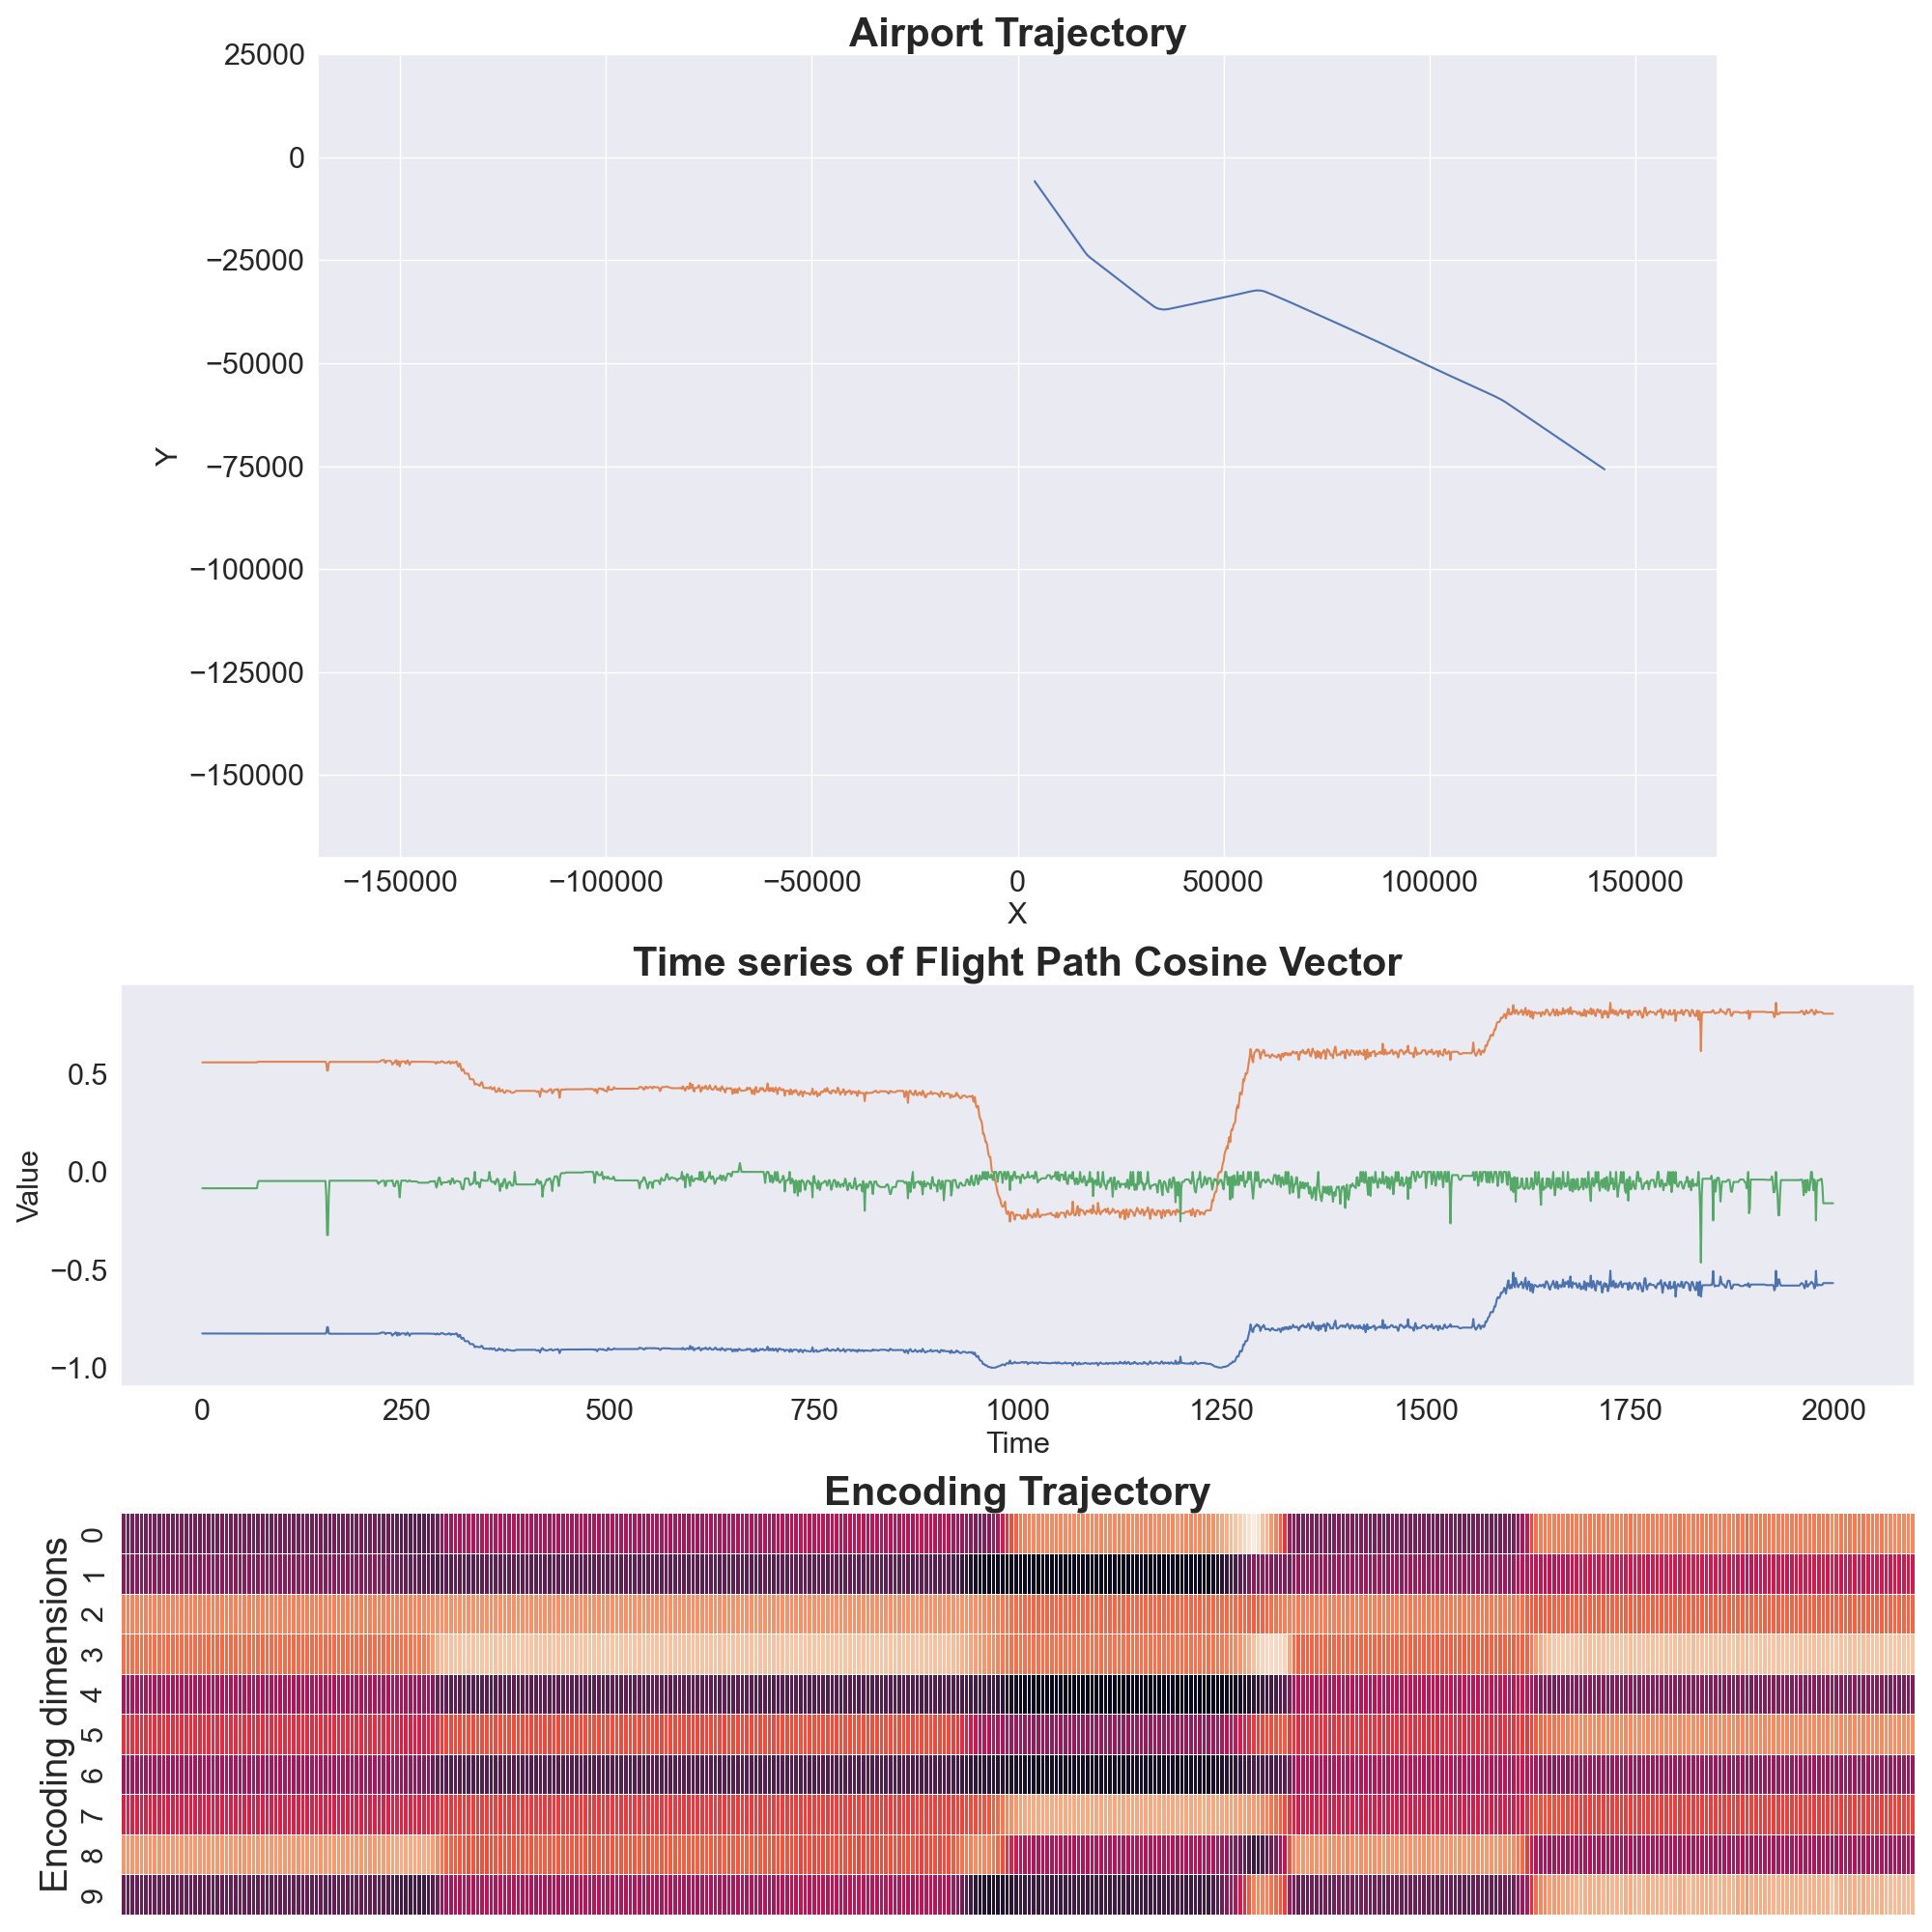 Airport Trajectory
25000
0
−25000
−50000
−75000
−100000
−125000
−150000
Y
−150000 −100000 −50000 0 50000 100000 150000
X
Time series of Flight Path Cosine Vector
0.5
0.0
−0.5
−1.0
Value
0 250 500 750 1000 1250 1500 1750 2000
Time
Encoding Trajectory
Encoding dimensions
0
1
2
3
4
5
6
7
8
9